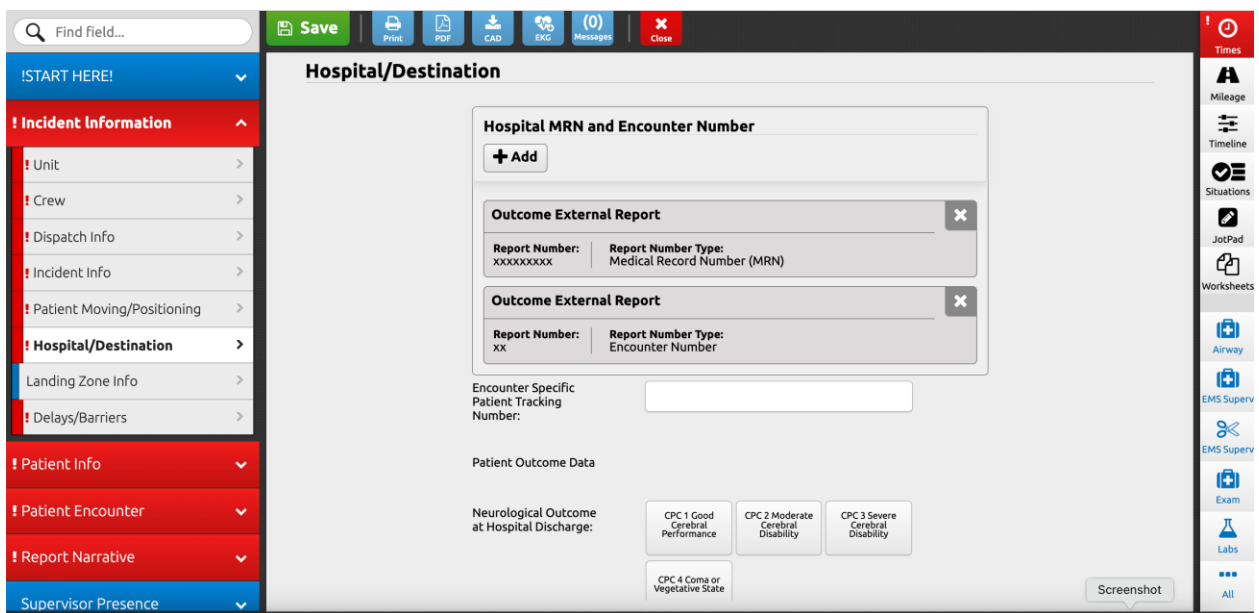 Find field...
Save
Print
PDF
CAD
EKG
(0)
Messages
Close
!START HERE!
! Incident Information
! Unit
! Crew
! Dispatch Info
! Incident Info
! Patient Moving/Positioning
! Hospital/Destination
Landing Zone Info
! Delays/Barriers
! Patient Info
! Patient Encounter
! Report Narrative
Supervisor Presence
Hospital/Destination
Hospital MRN and Encounter Number
+ Add
Outcome External Report
Report Number:
xxxxxxxxx
Report Number Type:
Medical Record Number (MRN)
Outcome External Report
Report Number:
xx
Report Number Type:
Encounter Number
Encounter Specific
Patient Tracking
Number:
Patient Outcome Data
Neurological Outcome
at Hospital Discharge:
CPC 1 Good
Cerebral
Performance
CPC 2 Moderate
Cerebral
Disability
CPC 3 Severe
Cerebral
Disability
CPC 4 Coma or
Vegetative State
Screenshot
!
Times
Mileage
Timeline
Situations
JotPad
Worksheets
Airway
EMS Superv
EMS Superv
Exam
Labs
All